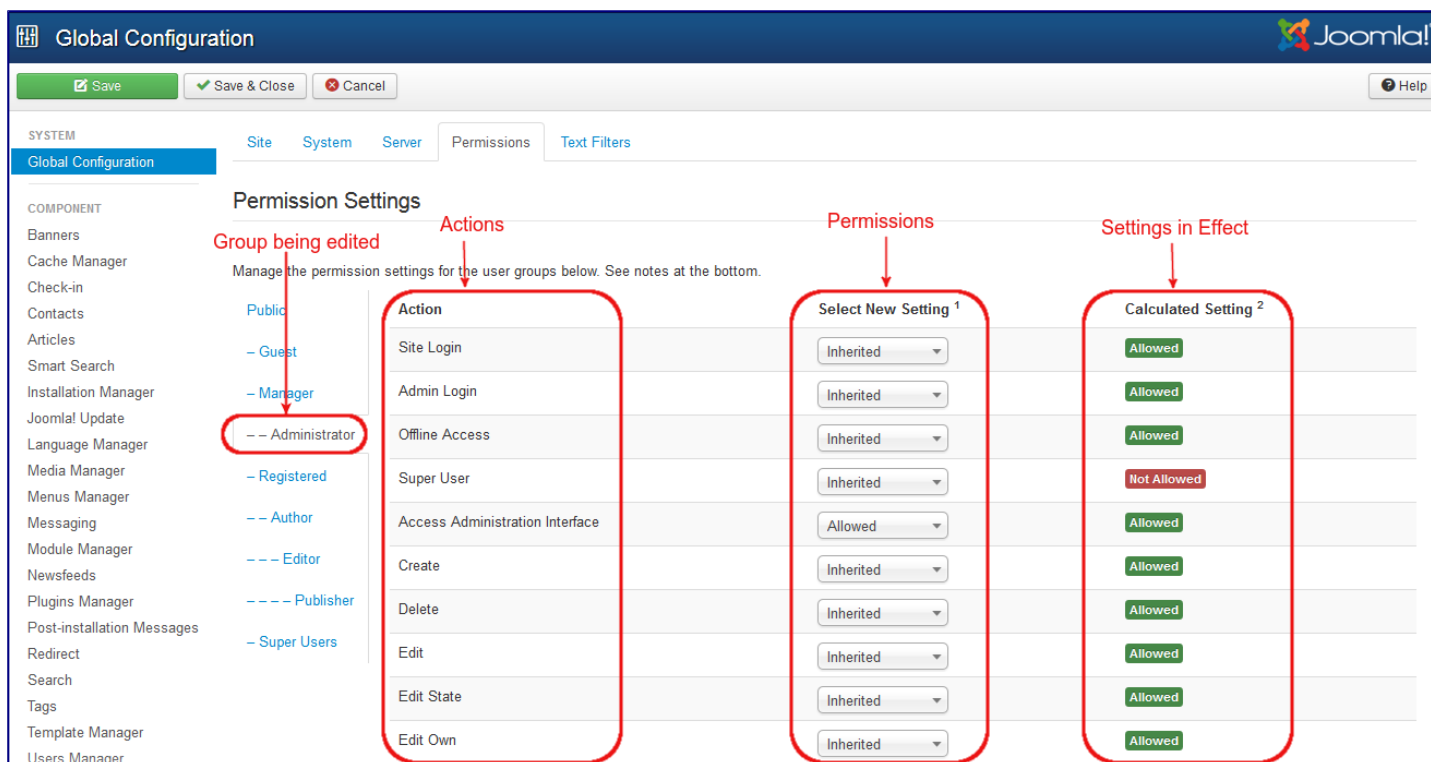 Global Configuration
Joomla!
Save
Save & Close
Cancel
Help
SYSTEM
Global Configuration
COMPONENT
Banners
Cache Manager
Check-in
Contacts
Articles
Smart Search
Installation Manager
Joomla! Update
Language Manager
Media Manager
Menus Manager
Messaging
Module Manager
Newsfeeds
Plugins Manager
Post-installation Messages
Redirect
Search
Tags
Template Manager
Users Manager
Site System Server Permissions Text Filters
Permission Settings
Group being edited
Actions
Permissions
Settings in Effect
Manage the permission settings for the user groups below. See notes at the bottom.
Public
– Guest
– Manager
– – Administrator
– Registered
– – Author
– – – Editor
– – – – Publisher
– Super Users
Action Select New Setting 1 Calculated Setting 2
Site Login Inherited Allowed
Admin Login Inherited Allowed
Offline Access Inherited Allowed
Super User Inherited Not Allowed
Access Administration Interface Allowed Allowed
Create Inherited Allowed
Delete Inherited Allowed
Edit Inherited Allowed
Edit State Inherited Allowed
Edit Own Inherited Allowed